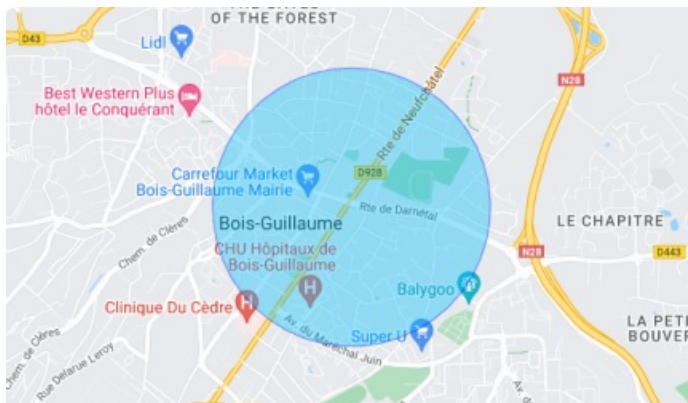 OF THE FOREST
D43
Lidl
N28
Best Western Plus
hôtel le Conquérant
Rte de Neufchâtel
D928
Carrefour Market
Bois-Guillaume Mairie
Rte de Darnétal
Bois-Guillaume
LE CHAPITRE
Chem. de Clères
CHU Hôpitaux de
Bois-Guillaume
N28
D443
Balygoo
Clinique Du Cèdre
Av. du Maréchal Juin
Super U
LA PETI
BOUVER
Chem. de Clères
Rue Delarue Leroy
Av. de